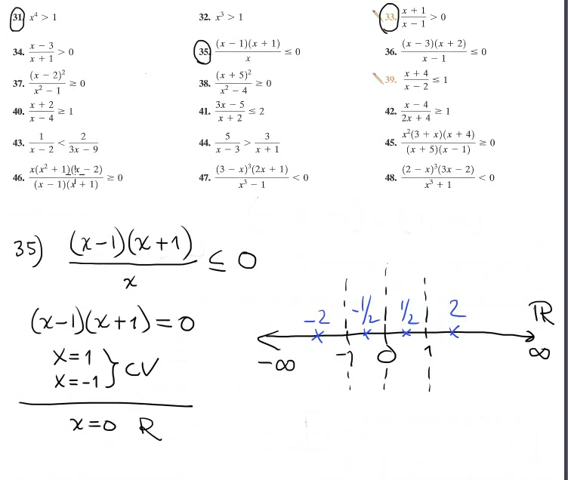 31. x⁴ > 1
32. x³ > 1
33. (x + 1)/(x − 1) > 0
34. (x − 3)/(x + 1) > 0
35. (x − 1)(x + 1)/x ≤ 0
36. (x − 3)(x + 2)/(x − 1) ≤ 0
37. (x − 2)²/(x² − 1) ≥ 0
38. (x + 5)²/(x² − 4) ≥ 0
39. (x + 4)/(x − 2) ≤ 1
40. (x + 2)/(x − 4) ≥ 1
41. (3x − 5)/(x + 2) ≤ 2
42. (x − 4)/(2x + 4) ≥ 1
43. 1/(x − 2) < 2/(3x − 9)
44. 5/(x − 3) > 3/(x + 1)
45. x²(3 + x)(x + 4)/((x + 5)(x − 1)) ≥ 0
46. x(x² + 1)(x − 2)/((x − 1)(x + 1)) ≥ 0
47. (3 − x)³(2x + 1)/(x³ − 1) < 0
48. (2 − x)³(3x − 2)/(x³ + 1) < 0
35) (x−1)(x+1)/x ≤ 0
(x−1)(x+1) = 0
x = 1
x = −1 } CV
x = 0 R
−2 −1/2 1/2 2 ℝ
−∞ −1 0 1 ∞